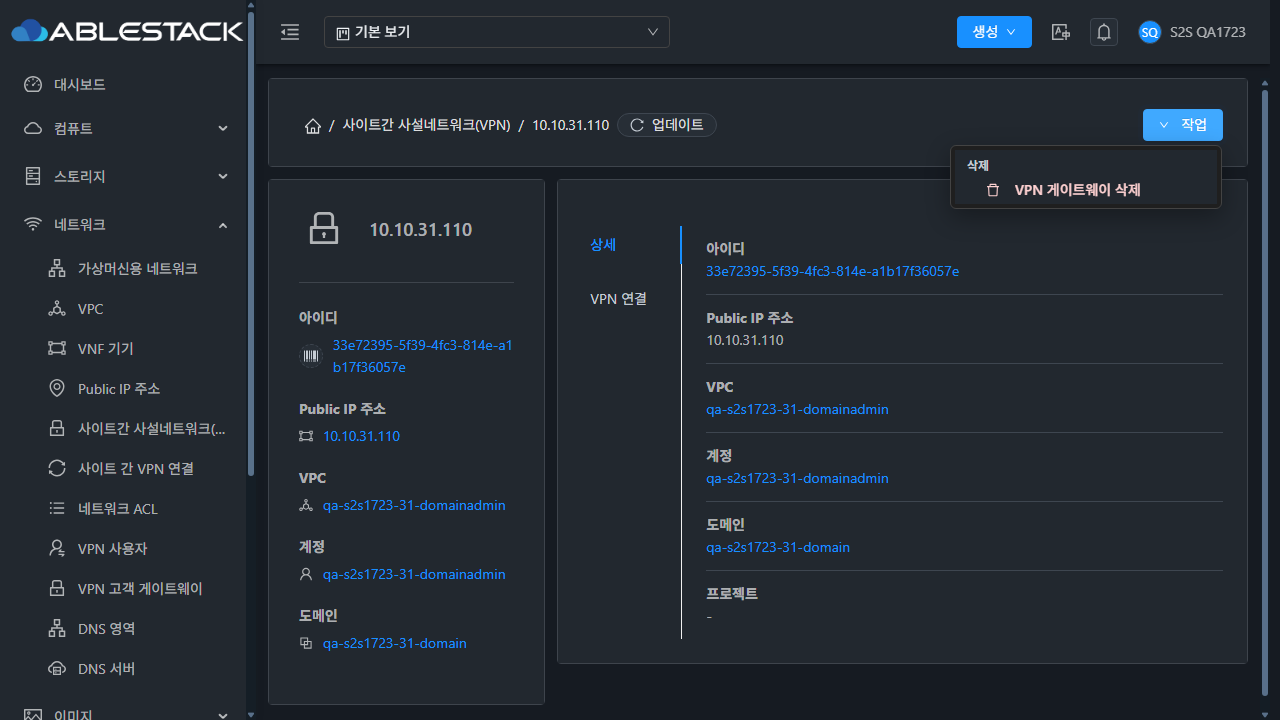 ABLESTACK
대시보드
컴퓨트
스토리지
네트워크
가상머신용 네트워크
VPC
VNF 기기
Public IP 주소
사이트간 사설네트워크(...
사이트 간 VPN 연결
네트워크 ACL
VPN 사용자
VPN 고객 게이트웨이
DNS 영역
DNS 서버
이미지
기본 보기
생성
SQ
S2S QA1723
/ 사이트간 사설네트워크(VPN) / 10.10.31.110
업데이트
작업
삭제
VPN 게이트웨이 삭제
10.10.31.110
아이디
33e72395-5f39-4fc3-814e-a1
b17f36057e
Public IP 주소
10.10.31.110
VPC
qa-s2s1723-31-domainadmin
계정
qa-s2s1723-31-domainadmin
도메인
qa-s2s1723-31-domain
상세
VPN 연결
아이디
33e72395-5f39-4fc3-814e-a1b17f36057e
Public IP 주소
10.10.31.110
VPC
qa-s2s1723-31-domainadmin
계정
qa-s2s1723-31-domainadmin
도메인
qa-s2s1723-31-domain
프로젝트
-